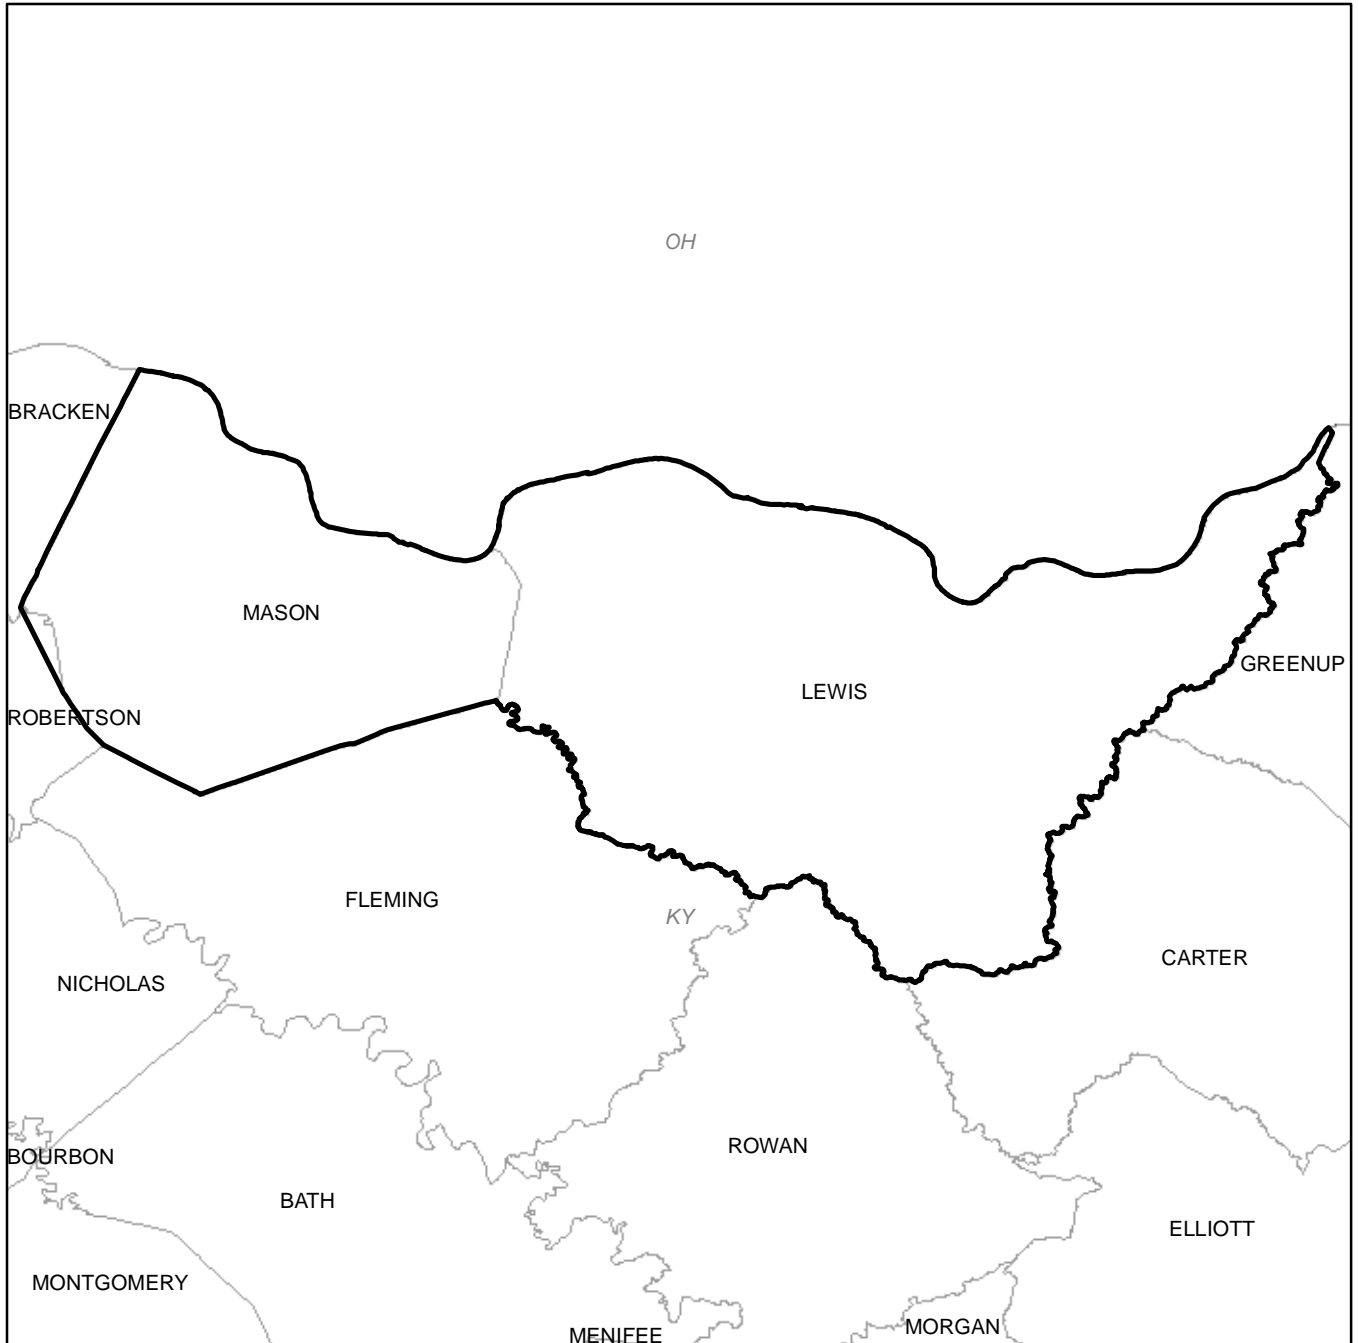 OH
BRACKEN
MASON
GREENUP
LEWIS
ROBERTSON
FLEMING
KY
CARTER
NICHOLAS
ROWAN
BOURBON
BATH
ELLIOTT
MONTGOMERY
MORGAN
MENIFEE